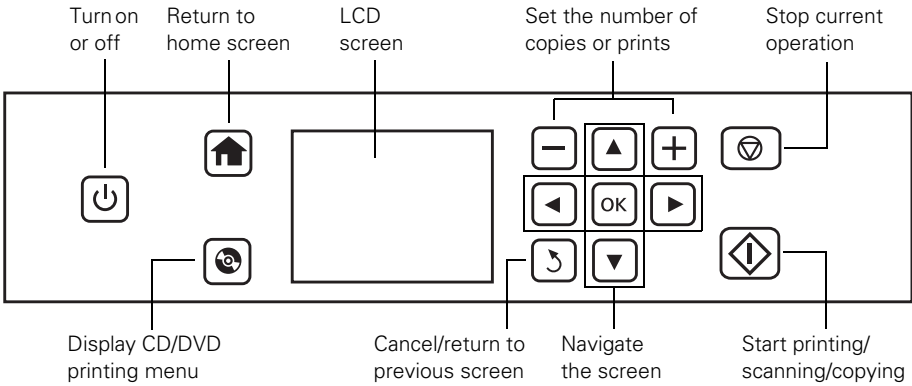 Turn on
or off
Return to
home screen
LCD
screen
Set the number of
copies or prints
Stop current
operation
OK
Display CD/DVD
printing menu
Cancel/return to
previous screen
Navigate
the screen
Start printing/
scanning/copying